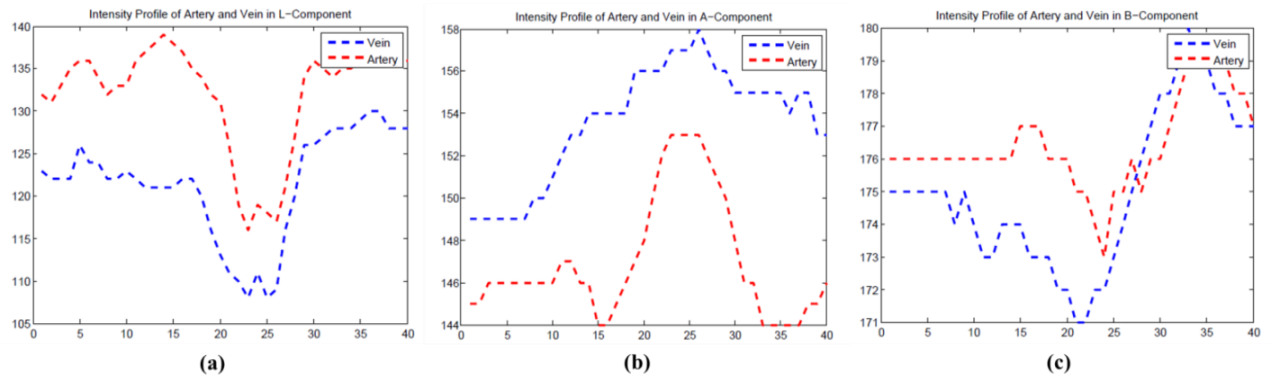 Intensity Profile of Artery and Vein in L-Component
140
135
130
125
120
115
110
105
0 5 10 15 20 25 30 35 40
Vein
Artery
(a)
Intensity Profile of Artery and Vein in A-Component
158
156
154
152
150
148
146
144
0 5 10 15 20 25 30 35 40
Vein
Artery
(b)
Intensity Profile of Artery and Vein in B-Component
180
179
178
177
176
175
174
173
172
171
0 5 10 15 20 25 30 35 40
Vein
Artery
(c)